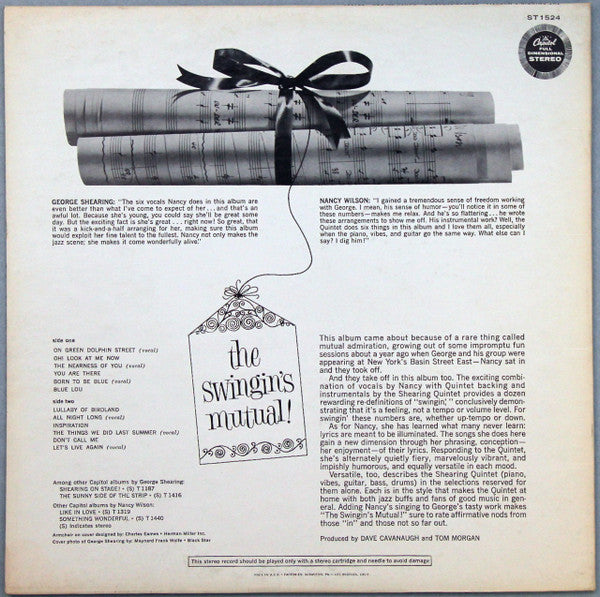 ST 1524
Capitol
FULL
DIMENSIONAL
STEREO
GEORGE SHEARING: "The six vocals Nancy does in this album are
even better than what I've come to expect of her...and that's an
awful lot. Because she's young, you could say she'll be great some
day. But the exciting fact is she's great . . . right now! So great, that
it was a kick-and-a-half arranging for her, making sure this album
would exploit her fine talent to the fullest. Nancy not only makes the
jazz scene; she makes it come wonderfully alive."
NANCY WILSON: "I gained a tremendous sense of freedom working
with George. I mean, his sense of humor—you'll notice it in some of
these numbers—makes me relax. And he's so flattering... he wrote
these arrangements to show me off. His instrumental work? Well, the
Quintet does six things in this album and I love them all, especially
when the piano, vibes, and guitar go the same way. What else can I
say? I dig him!"
the
swingin's
mutual!
side one
ON GREEN DOLPHIN STREET (vocal)
OH! LOOK AT ME NOW
THE NEARNESS OF YOU (vocal)
YOU ARE THERE
BORN TO BE BLUE (vocal)
BLUE LOU
side two
LULLABY OF BIRDLAND
ALL NIGHT LONG (vocal)
INSPIRATION
THE THINGS WE DID LAST SUMMER (vocal)
DON'T CALL ME
LET'S LIVE AGAIN (vocal)
Among other Capitol albums by George Shearing:
SHEARING ON STAGE! • (S) T 1187
THE SUNNY SIDE OF THE STRIP • (S) T 1416
Other Capitol albums by Nancy Wilson:
LIKE IN LOVE • (S) T 1319
SOMETHING WONDERFUL • (S) T 1440
(S) Indicates stereo
Armchair on cover designed by: Charles Eames • Herman Miller Inc.
Cover photo of George Shearing by: Maynard Frank Wolfe • Black Star
This album came about because of a rare thing called
mutual admiration, growing out of some impromptu fun
sessions about a year ago when George and his group were
appearing at New York's Basin Street East—Nancy sat in
and they took off.
And they take off in this album too. The exciting combi-
nation of vocals by Nancy with Quintet backing and
instrumentals by the Shearing Quintet provides a dozen
rewarding re-definitions of "swingin'," conclusively demon-
strating that it's a feeling, not a tempo or volume level. For
swingin' these numbers are, whether up-tempo or down.
As for Nancy, she has learned what many never learn:
lyrics are meant to be illuminated. The songs she does here
gain a new dimension through her phrasing, conception—
her enjoyment—of their lyrics. Responding to the Quintet,
she's alternately quietly fiery, marvelously vibrant, and
impishly humorous, and equally versatile in each mood.
Versatile, too, describes the Shearing Quintet (piano,
vibes, guitar, bass, drums) in the selections reserved for
them alone. Each is in the style that makes the Quintet at
home with both jazz buffs and fans of good music in gen-
eral. Adding Nancy's singing to George's tasty work makes
"The Swingin's Mutual!" sure to rate affirmative nods from
those "in" and those not so far out.
Produced by DAVE CAVANAUGH and TOM MORGAN
This stereo record should be played only with a stereo cartridge and needle to avoid damage